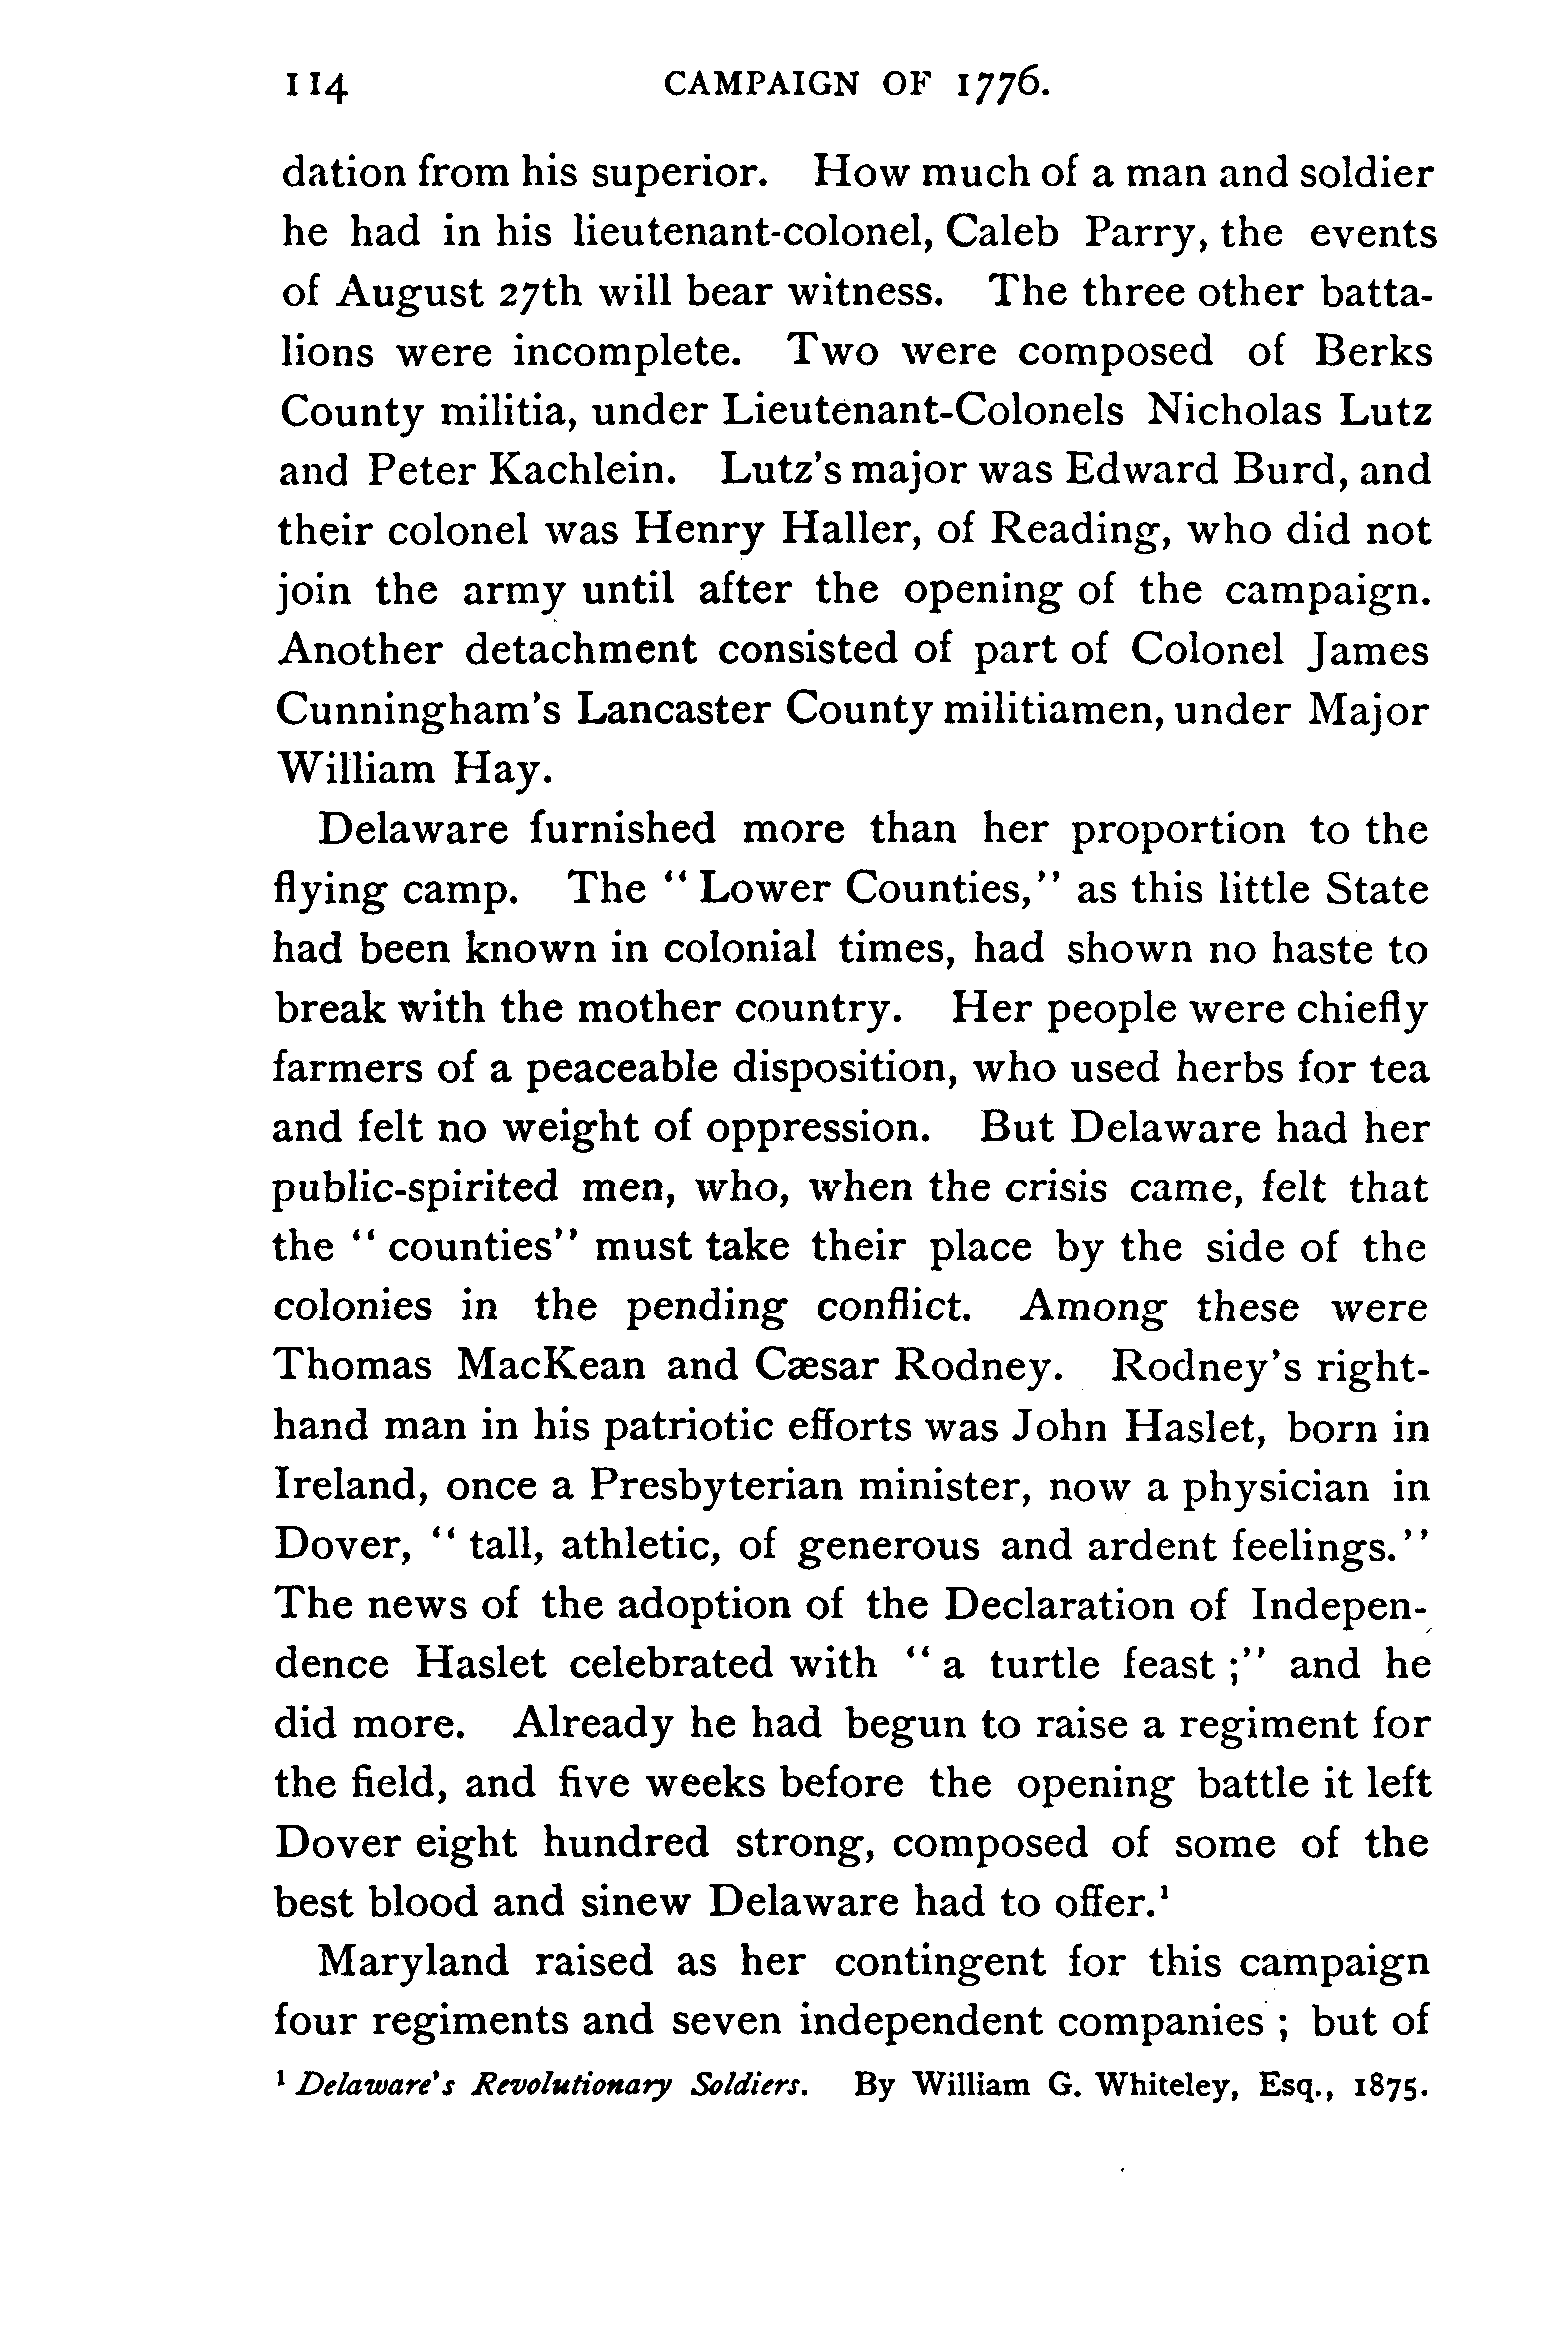 114 CAMPAIGN OF 1776.
dation from his superior. How much of a man and soldier
he had in his lieutenant-colonel, Caleb Parry, the events
of August 27th will bear witness. The three other batta-
lions were incomplete. Two were composed of Berks
County militia, under Lieutenant-Colonels Nicholas Lutz
and Peter Kachlein. Lutz's major was Edward Burd, and
their colonel was Henry Haller, of Reading, who did not
join the army until after the opening of the campaign.
Another detachment consisted of part of Colonel James
Cunningham's Lancaster County militiamen, under Major
William Hay.
Delaware furnished more than her proportion to the
flying camp. The "Lower Counties," as this little State
had been known in colonial times, had shown no haste to
break with the mother country. Her people were chiefly
farmers of a peaceable disposition, who used herbs for tea
and felt no weight of oppression. But Delaware had her
public-spirited men, who, when the crisis came, felt that
the "counties" must take their place by the side of the
colonies in the pending conflict. Among these were
Thomas MacKean and Cæsar Rodney. Rodney's right-
hand man in his patriotic efforts was John Haslet, born in
Ireland, once a Presbyterian minister, now a physician in
Dover, "tall, athletic, of generous and ardent feelings."
The news of the adoption of the Declaration of Indepen-
dence Haslet celebrated with "a turtle feast;" and he
did more. Already he had begun to raise a regiment for
the field, and five weeks before the opening battle it left
Dover eight hundred strong, composed of some of the
best blood and sinew Delaware had to offer.¹
Maryland raised as her contingent for this campaign
four regiments and seven independent companies; but of
¹ Delaware's Revolutionary Soldiers. By William G. Whiteley, Esq., 1875.